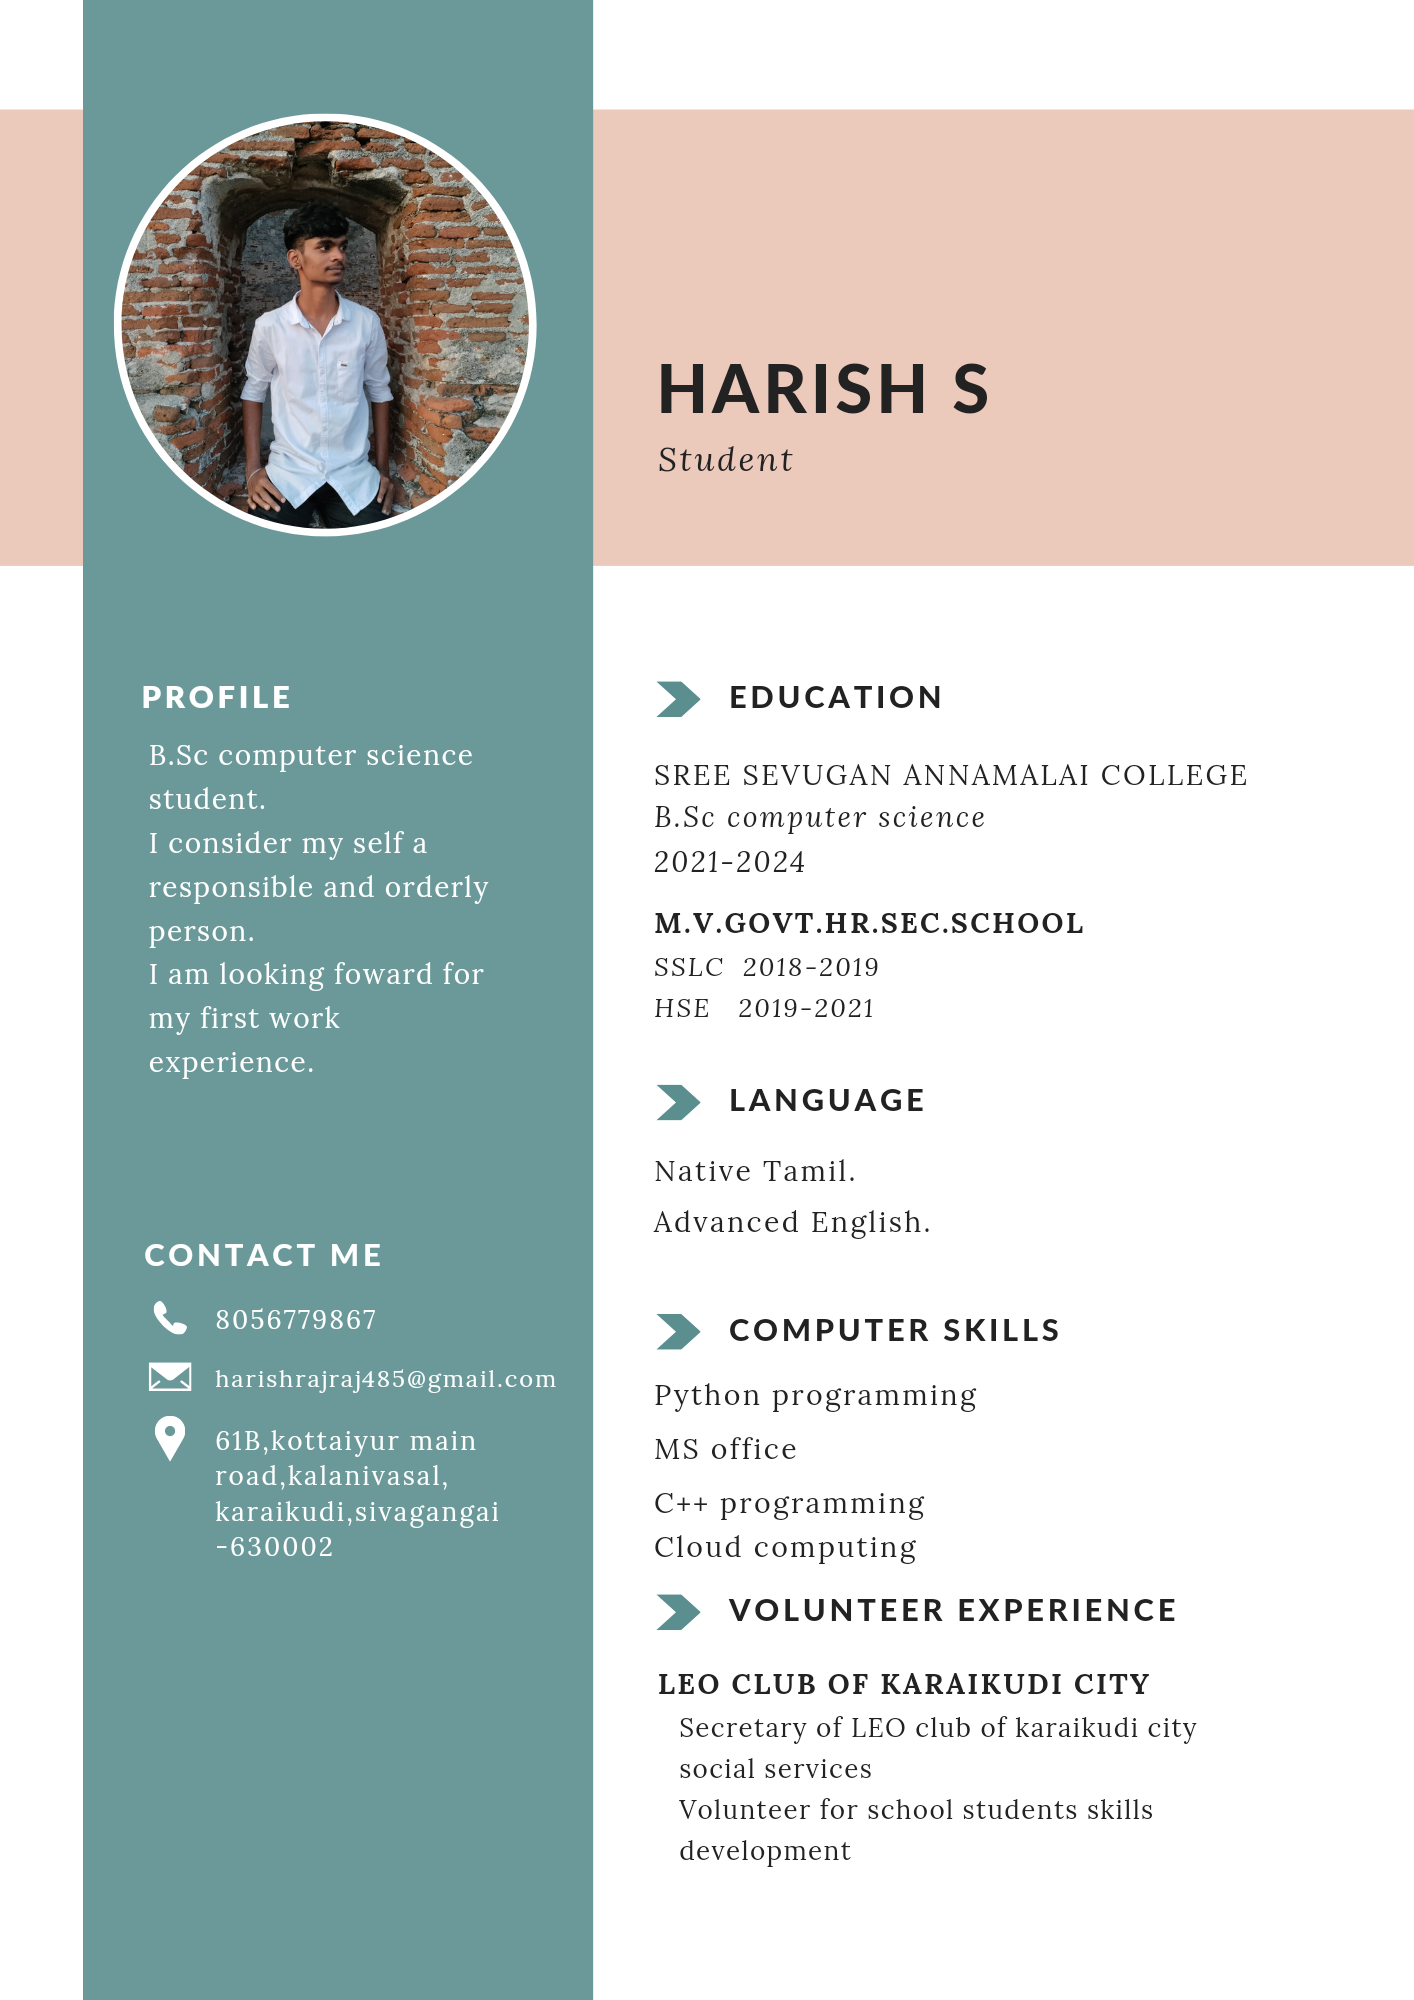 HARISH S
Student
PROFILE
B.Sc computer science
student.
I consider my self a
responsible and orderly
person.
I am looking foward for
my first work
experience.
CONTACT ME
8056779867
harishrajraj485@gmail.com
61B,kottaiyur main
road,kalanivasal,
karaikudi,sivagangai
-630002
EDUCATION
SREE SEVUGAN ANNAMALAI COLLEGE
B.Sc computer science
2021-2024
M.V.GOVT.HR.SEC.SCHOOL
SSLC 2018-2019
HSE 2019-2021
LANGUAGE
Native Tamil.
Advanced English.
COMPUTER SKILLS
Python programming
MS office
C++ programming
Cloud computing
VOLUNTEER EXPERIENCE
LEO CLUB OF KARAIKUDI CITY
Secretary of LEO club of karaikudi city
social services
Volunteer for school students skills
development